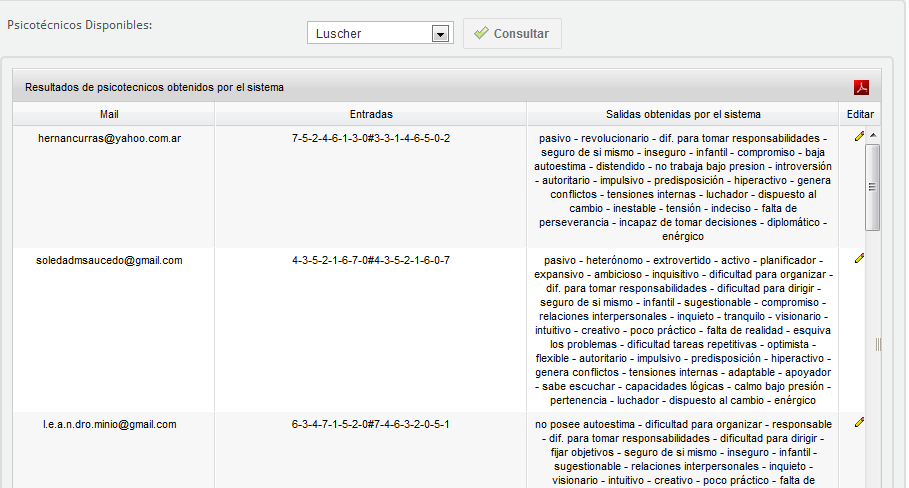 Psicotécnicos Disponibles:
Luscher
Consultar
Resultados de psicotecnicos obtenidos por el sistema
Mail
Entradas
Salidas obtenidas por el sistema
Editar
hernancurras@yahoo.com.ar
7-5-2-4-6-1-3-0#3-3-1-4-6-5-0-2
pasivo - revolucionario - dif. para tomar responsabilidades -
seguro de si mismo - inseguro - infantil - compromiso - baja
autoestima - distendido - no trabaja bajo presion - introversión
- autoritario - impulsivo - predisposición - hiperactivo - genera
conflictos - tensiones internas - luchador - dispuesto al
cambio - inestable - tensión - indeciso - falta de
perseverancia - incapaz de tomar decisiones - diplomático -
enérgico
soledadmsaucedo@gmail.com
4-3-5-2-1-6-7-0#4-3-5-2-1-6-0-7
pasivo - heterónomo - extrovertido - activo - planificador -
expansivo - ambicioso - inquisitivo - dificultad para organizar -
dif. para tomar responsabilidades - dificultad para dirigir -
seguro de si mismo - infantil - sugestionable - compromiso -
relaciones interpersonales - inquieto - tranquilo - visionario -
intuitivo - creativo - poco práctico - falta de realidad - esquiva
los problemas - dificultad tareas repetitivas - optimista -
flexible - autoritario - impulsivo - predisposición - hiperactivo -
genera conflictos - tensiones internas - adaptable - apoyador
- sabe escuchar - capacidades lógicas - calmo bajo presión -
pertenencia - luchador - dispuesto al cambio - enérgico
l.e.a.n.dro.minio@gmail.com
6-3-4-7-1-5-2-0#7-4-6-3-2-0-5-1
no posee autoestima - dificultad para organizar - responsable
- dif. para tomar responsabilidades - dificultad para dirigir -
fijar objetivos - seguro de si mismo - inseguro - infantil -
sugestionable - relaciones interpersonales - inquieto -
visionario - intuitivo - creativo - poco práctico - falta de